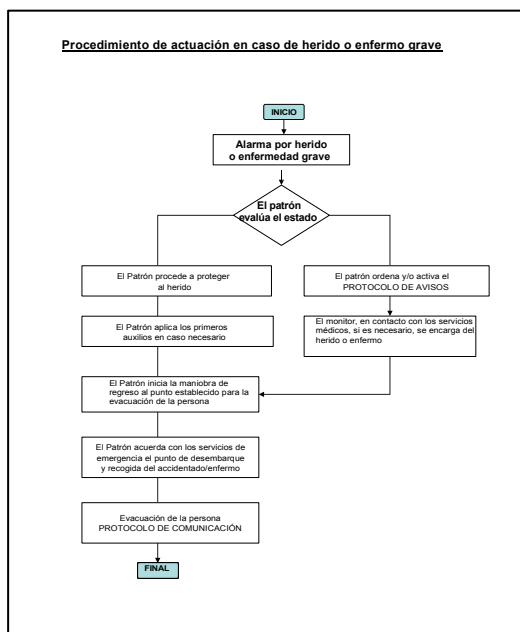 Procedimiento de actuación en caso de herido o enfermo grave
INICIO
Alarma por herido
o enfermedad grave
El patrón
evalúa el estado
El Patrón procede a proteger
al herido
El Patrón aplica los primeros
auxilios en caso necesario
El patrón ordena y/o activa el
PROTOCOLO DE AVISOS
El monitor, en contacto con los servicios
médicos, si es necesario, se encarga del
herido o enfermo
El Patrón inicia la maniobra de
regreso al punto establecido para la
evacuación de la persona
El Patrón acuerda con los servicios de
emergencia el punto de desembarque
y recogida del accidentado/enfermo
Evacuación de la persona
PROTOCOLO DE COMUNICACIÓN
FINAL